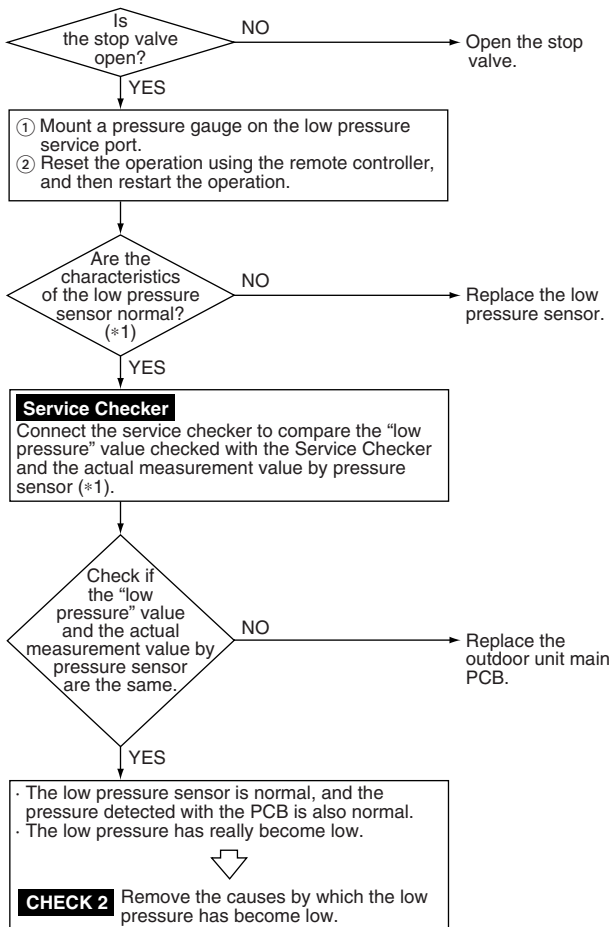 Is
the stop valve
open?
NO
Open the stop
valve.
YES
① Mount a pressure gauge on the low pressure
service port.
② Reset the operation using the remote controller,
and then restart the operation.
Are the
characteristics
of the low pressure
sensor normal?
(*1)
NO
Replace the low
pressure sensor.
YES
Service Checker
Connect the service checker to compare the “low
pressure” value checked with the Service Checker
and the actual measurement value by pressure
sensor (*1).
Check if
the “low
pressure” value
and the actual
measurement value by
pressure sensor
are the same.
NO
Replace the
outdoor unit main
PCB.
YES
· The low pressure sensor is normal, and the
pressure detected with the PCB is also normal.
· The low pressure has really become low.
CHECK 2 Remove the causes by which the low
pressure has become low.